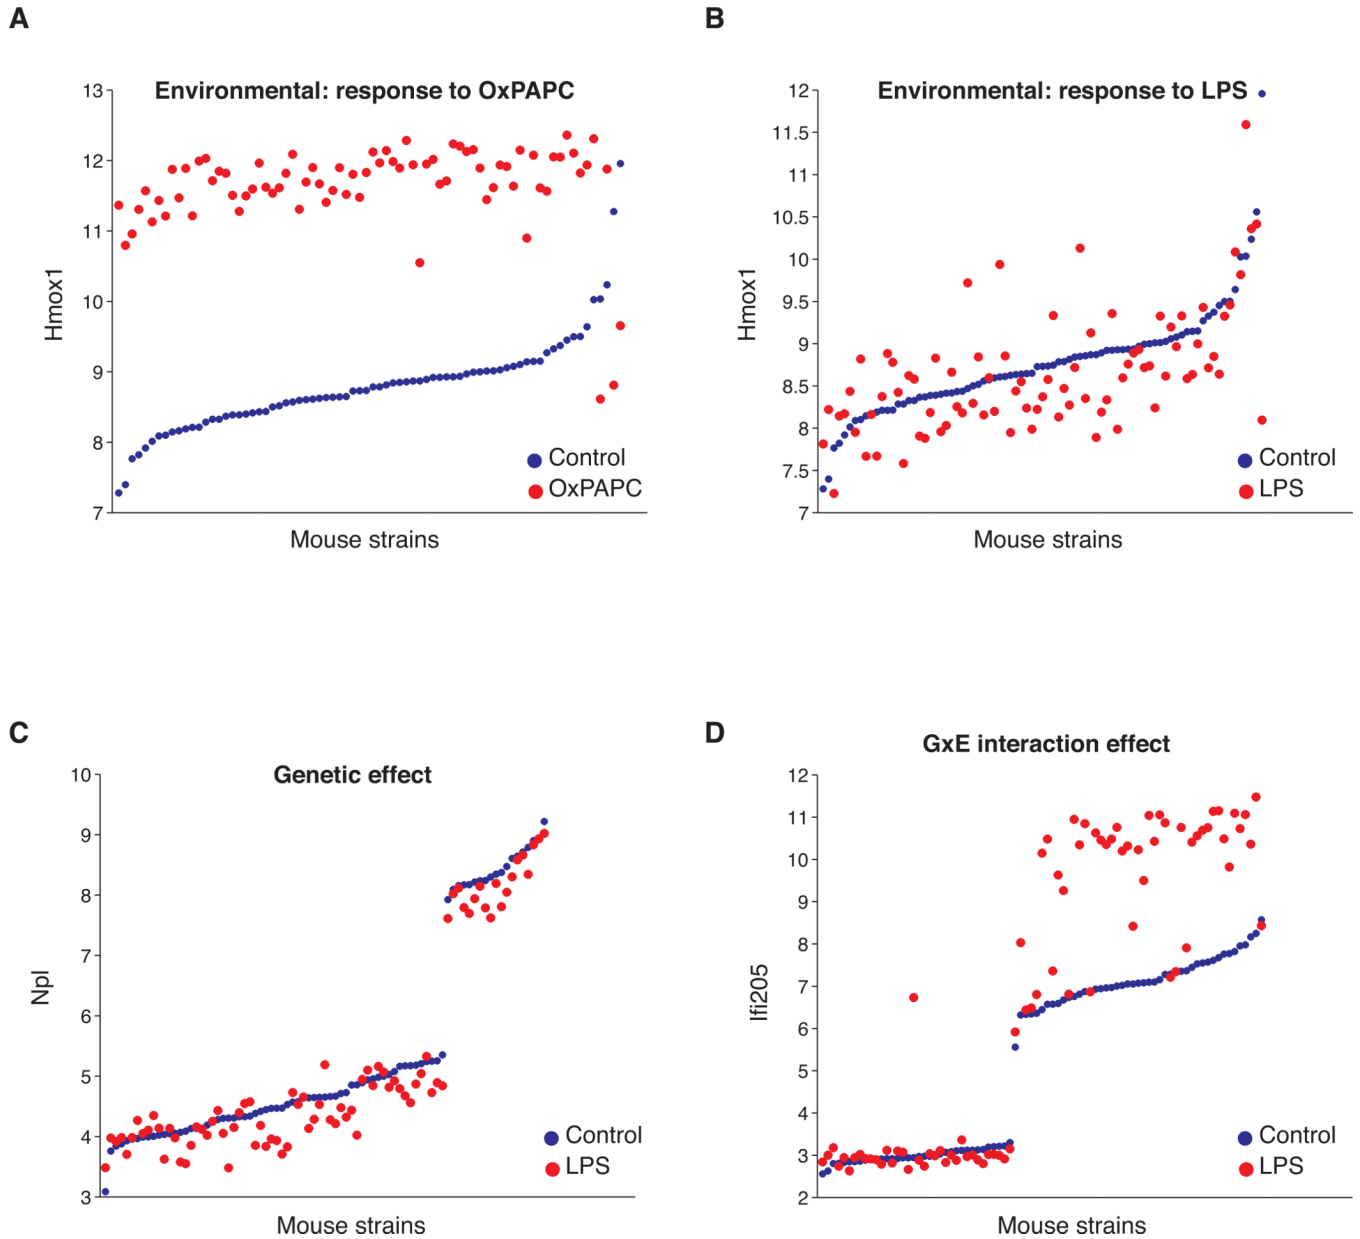 A
Environmental: response to OxPAPC
13
12
11
10
9
8
7
Hmox1
Control
OxPAPC
Mouse strains
B
Environmental: response to LPS
12
11.5
11
10.5
10
9.5
9
8.5
8
7.5
7
Hmox1
Control
LPS
Mouse strains
C
Genetic effect
10
9
8
7
6
5
4
3
Npl
Control
LPS
Mouse strains
D
GxE interaction effect
12
11
10
9
8
7
6
5
4
3
2
Ifi205
Control
LPS
Mouse strains